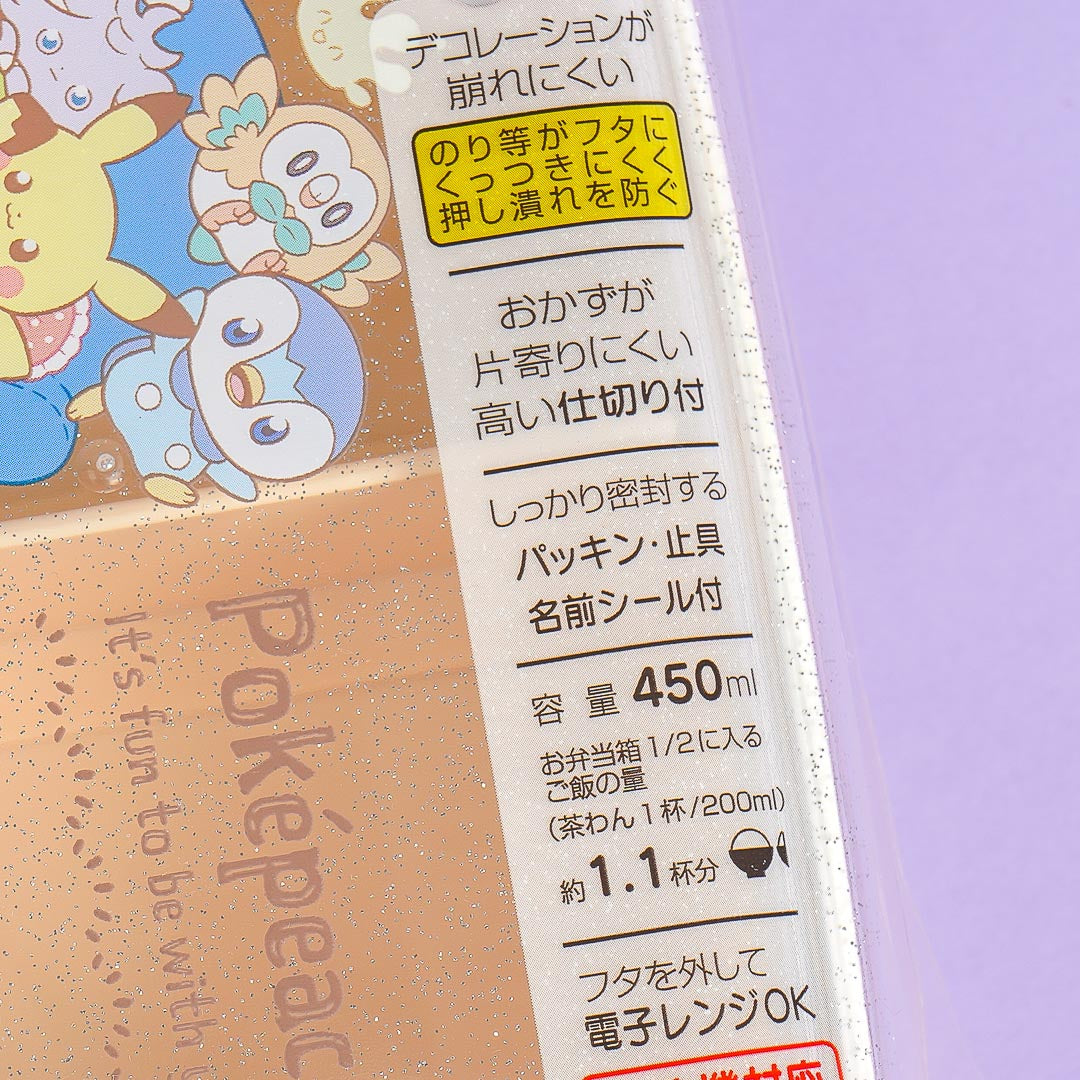 デコレーションが
崩れにくい
のり等がフタに
くっつきにくく
押し潰れを防ぐ
おかずが
片寄りにくい
高い仕切り付
しっかり密封する
パッキン・止具
名前シール付
容量 450ml
お弁当箱1/2に入る
ご飯の量
(茶わん1杯/200ml)
約1.1杯分
フタを外して
電子レンジOK
Poképeac
It's fun to be with